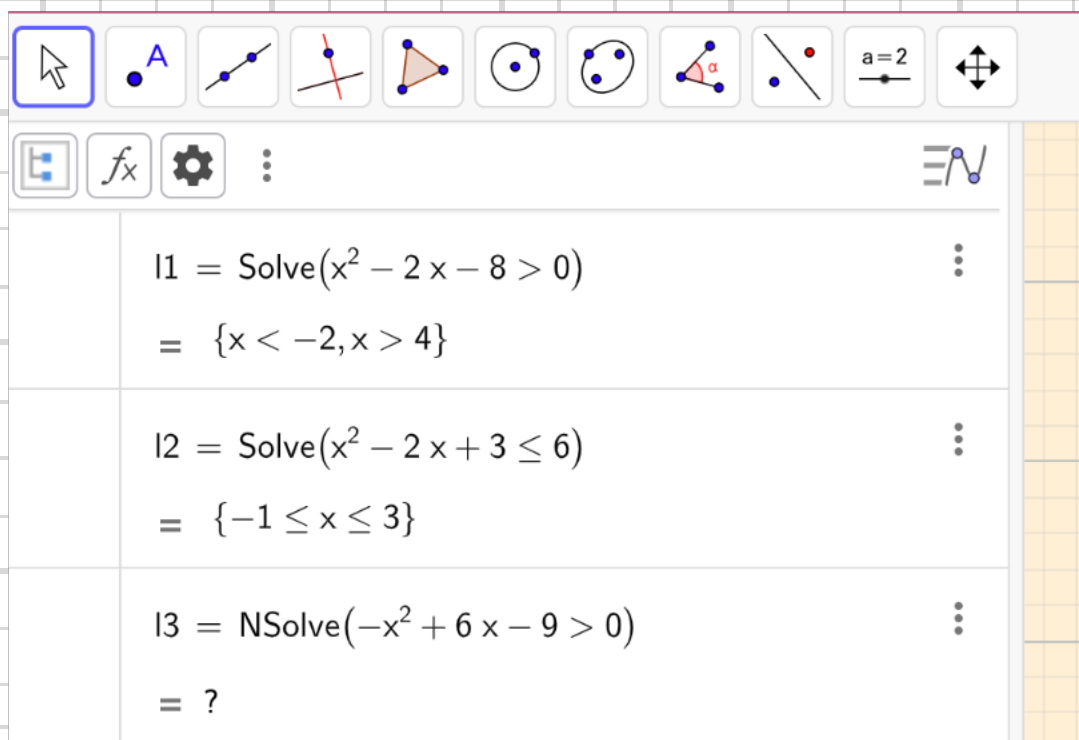 A
α
a=2
fx
l1 = Solve(x² – 2 x – 8 > 0)
= {x < –2, x > 4}
l2 = Solve(x² – 2 x + 3 ≤ 6)
= {–1 ≤ x ≤ 3}
l3 = NSolve(–x² + 6 x – 9 > 0)
= ?